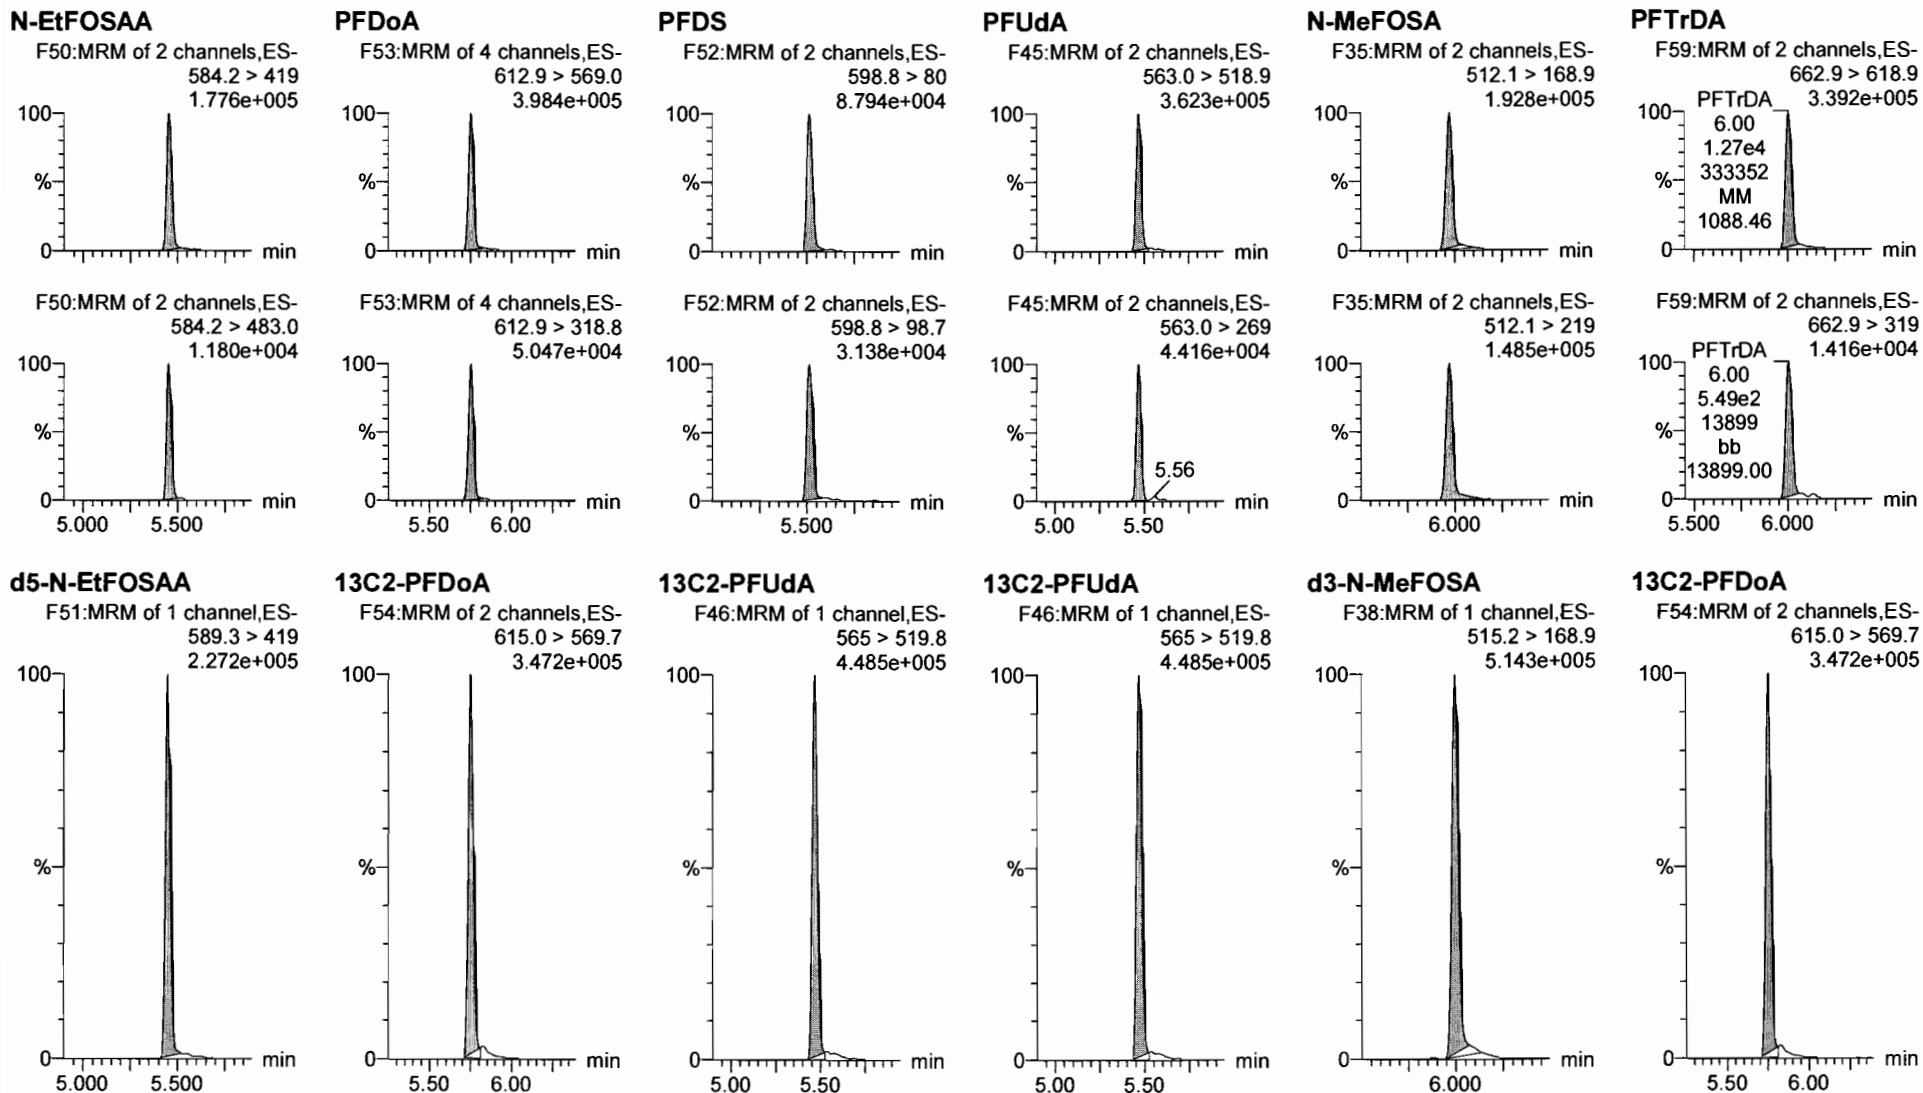 N-EtFOSAA
F50:MRM of 2 channels,ES-
584.2 > 419
1.776e+005
100
%
0
min
F50:MRM of 2 channels,ES-
584.2 > 483.0
1.180e+004
100
%
0
min
5.000 5.500
PFDoA
F53:MRM of 4 channels,ES-
612.9 > 569.0
3.984e+005
100
%
0
min
F53:MRM of 4 channels,ES-
612.9 > 318.8
5.047e+004
100
%
0
min
5.50 6.00
PFDS
F52:MRM of 2 channels,ES-
598.8 > 80
8.794e+004
100
%
0
min
F52:MRM of 2 channels,ES-
598.8 > 98.7
3.138e+004
100
%
0
min
5.500
PFUdA
F45:MRM of 2 channels,ES-
563.0 > 518.9
3.623e+005
100
%
0
min
F45:MRM of 2 channels,ES-
563.0 > 269
4.416e+004
100
%
5.56
0
min
5.00 5.50
N-MeFOSA
F35:MRM of 2 channels,ES-
512.1 > 168.9
1.928e+005
100
%
0
min
F35:MRM of 2 channels,ES-
512.1 > 219
1.485e+005
100
%
0
min
6.000
PFTrDA
F59:MRM of 2 channels,ES-
662.9 > 618.9
3.392e+005
PFTrDA
100
6.00
1.27e4
333352
%
MM
1088.46
0
min
F59:MRM of 2 channels,ES-
662.9 > 319
1.416e+004
PFTrDA
100
6.00
5.49e2
13899
%
bb
13899.00
0
min
5.500 6.000
d5-N-EtFOSAA
F51:MRM of 1 channel,ES-
589.3 > 419
2.272e+005
100
%
0
min
5.000 5.500
13C2-PFDoA
F54:MRM of 2 channels,ES-
615.0 > 569.7
3.472e+005
100
%
0
min
5.50 6.00
13C2-PFUdA
F46:MRM of 1 channel,ES-
565 > 519.8
4.485e+005
100
%
0
min
5.00 5.50
13C2-PFUdA
F46:MRM of 1 channel,ES-
565 > 519.8
4.485e+005
100
%
0
min
5.00 5.50
d3-N-MeFOSA
F38:MRM of 1 channel,ES-
515.2 > 168.9
5.143e+005
100
%
0
min
6.000
13C2-PFDoA
F54:MRM of 2 channels,ES-
615.0 > 569.7
3.472e+005
100
%
0
min
5.50 6.00